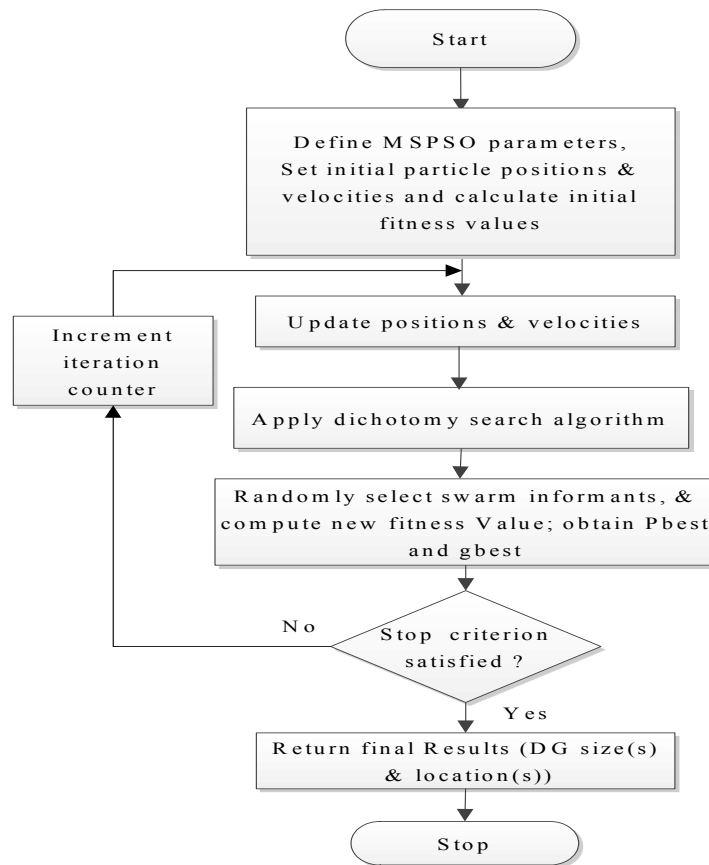 Start
Define MSPSO parameters,
Set initial particle positions &
velocities and calculate initial
fitness values
Update positions & velocities
Increment
iteration
counter
Apply dichotomy search algorithm
Randomly select swarm informants, &
compute new fitness Value; obtain Pbest
and gbest
No
Stop criterion
satisfied ?
Yes
Return final Results (DG size(s)
& location(s))
Stop